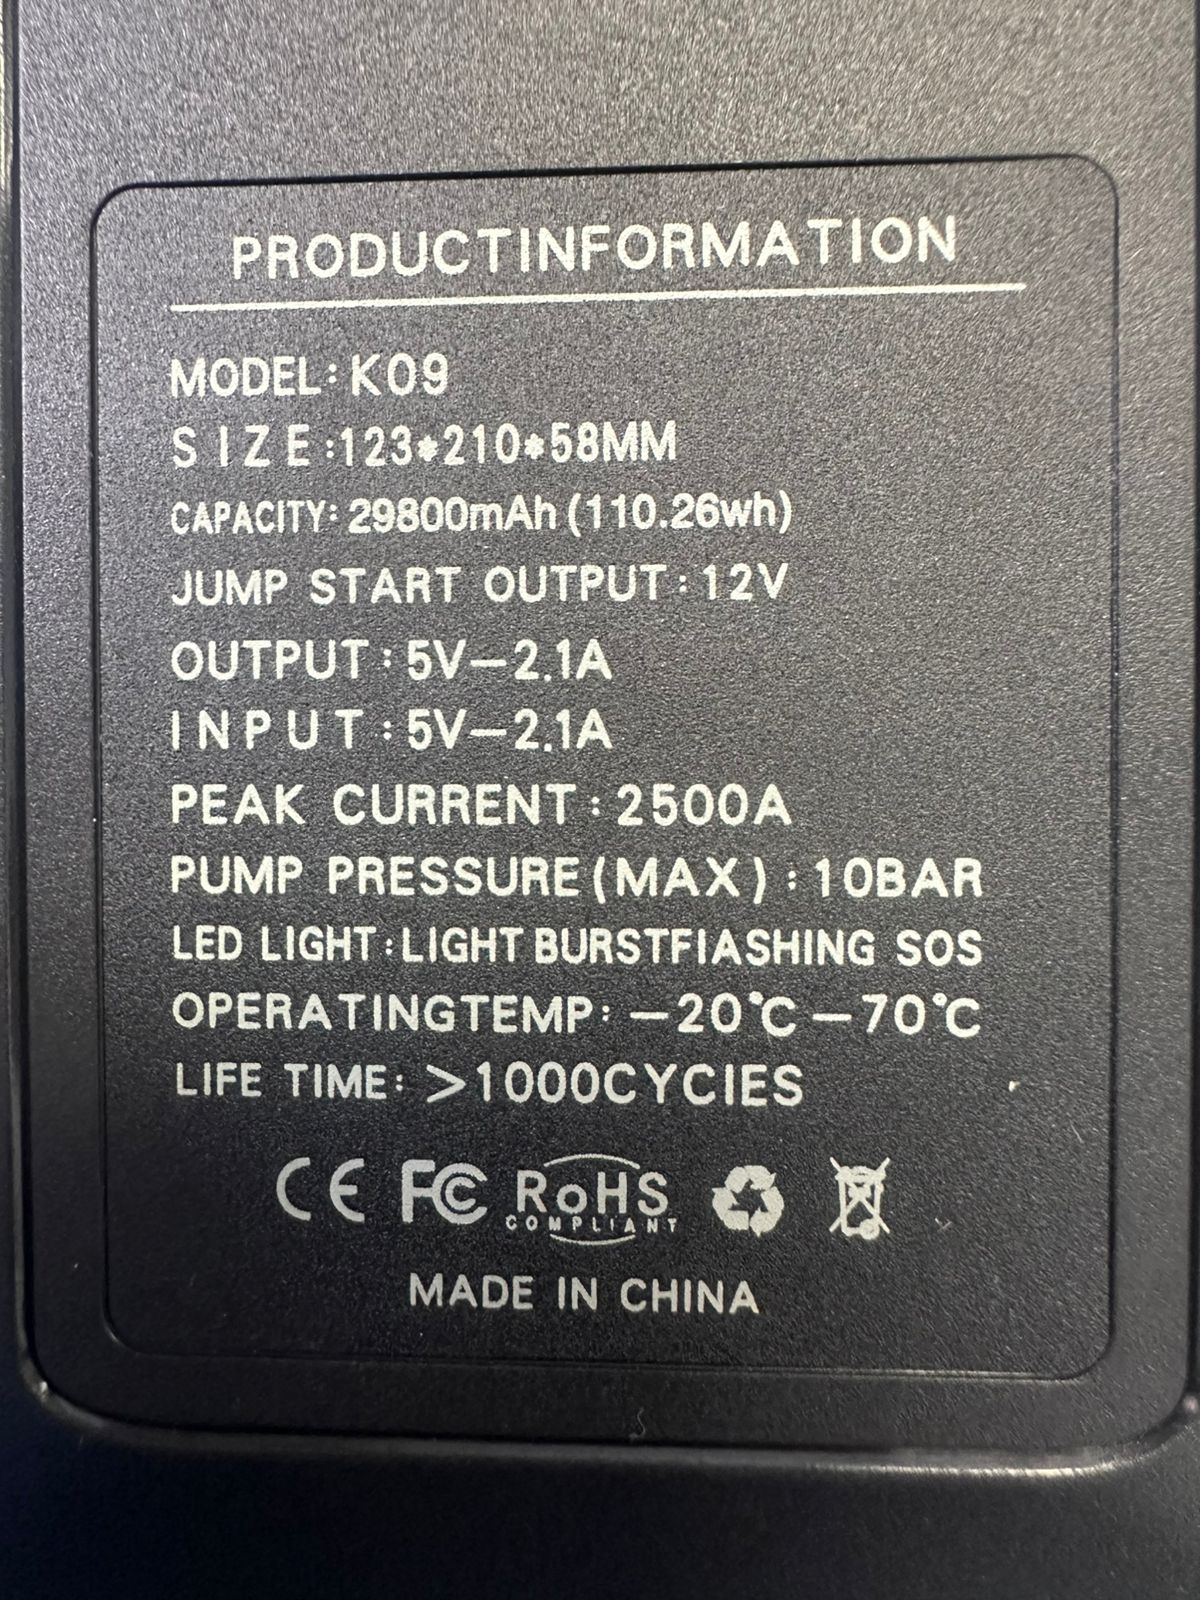 PRODUCTINFORMATION
MODEL: K09
SIZE:123*210*58MM
CAPACITY: 29800mAh (110.26wh)
JUMP START OUTPUT: 12V
OUTPUT: 5V—2.1A
INPUT: 5V—2.1A
PEAK CURRENT: 2500A
PUMP PRESSURE(MAX): 10BAR
LED LIGHT:LIGHT BURSTFIASHING SOS
OPERATINGTEMP: —20℃—70℃
LIFE TIME: >1000CYCIES
CE FC RoHS
COMPLIANT
MADE IN CHINA